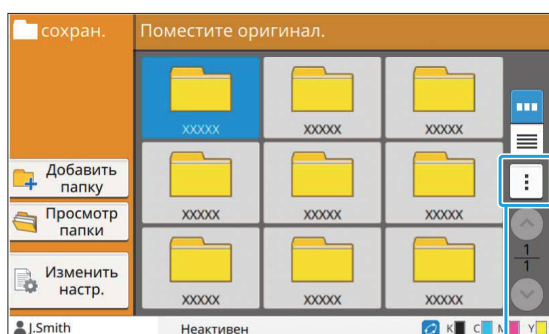 сохран.
Поместите оригинал.
XXXXX
XXXXX
XXXXX
Добавить
папку
XXXXX
XXXXX
XXXXX
Просмотр
папки
Изменить
настр.
XXXXX
XXXXX
XXXXX
1
1
J.Smith
Неактивен
K C M Y